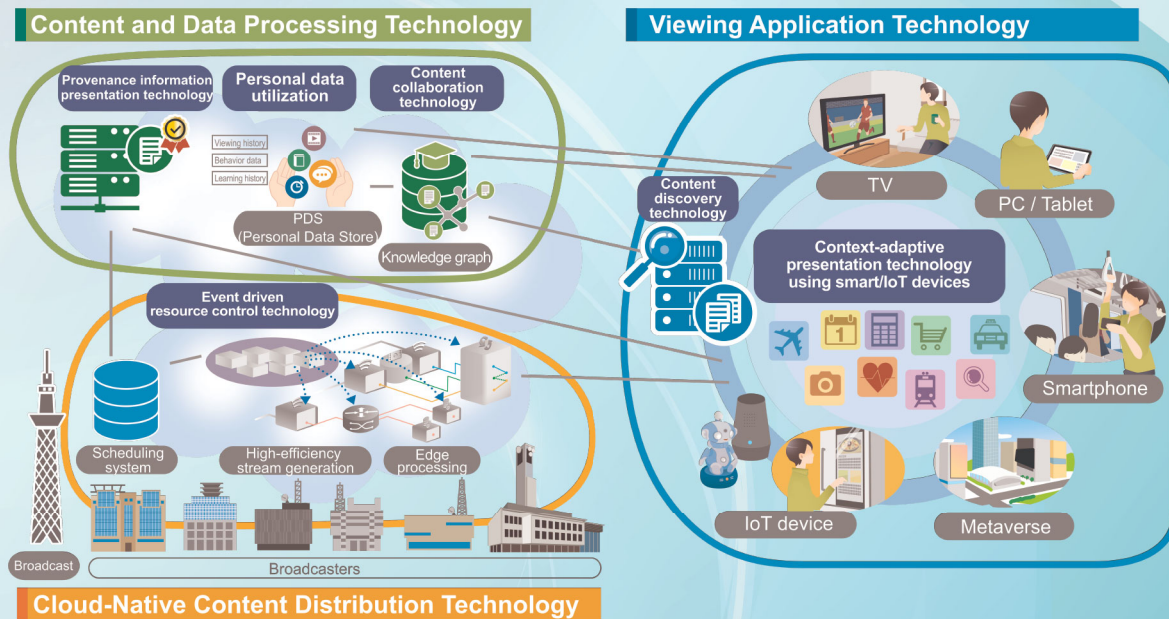 Content and Data Processing Technology
Provenance information
presentation technology
Personal data
utilization
Content
collaboration
technology
Viewing history
Behavior data
Learning history
PDS
(Personal Data Store)
Knowledge graph
Event driven
resource control technology
Scheduling
system
High-efficiency
stream generation
Edge
processing
Broadcast
Broadcasters
Cloud-Native Content Distribution Technology
Viewing Application Technology
TV
PC / Tablet
Content
discovery
technology
Context-adaptive
presentation technology
using smart/IoT devices
1
Smartphone
IoT device
Metaverse